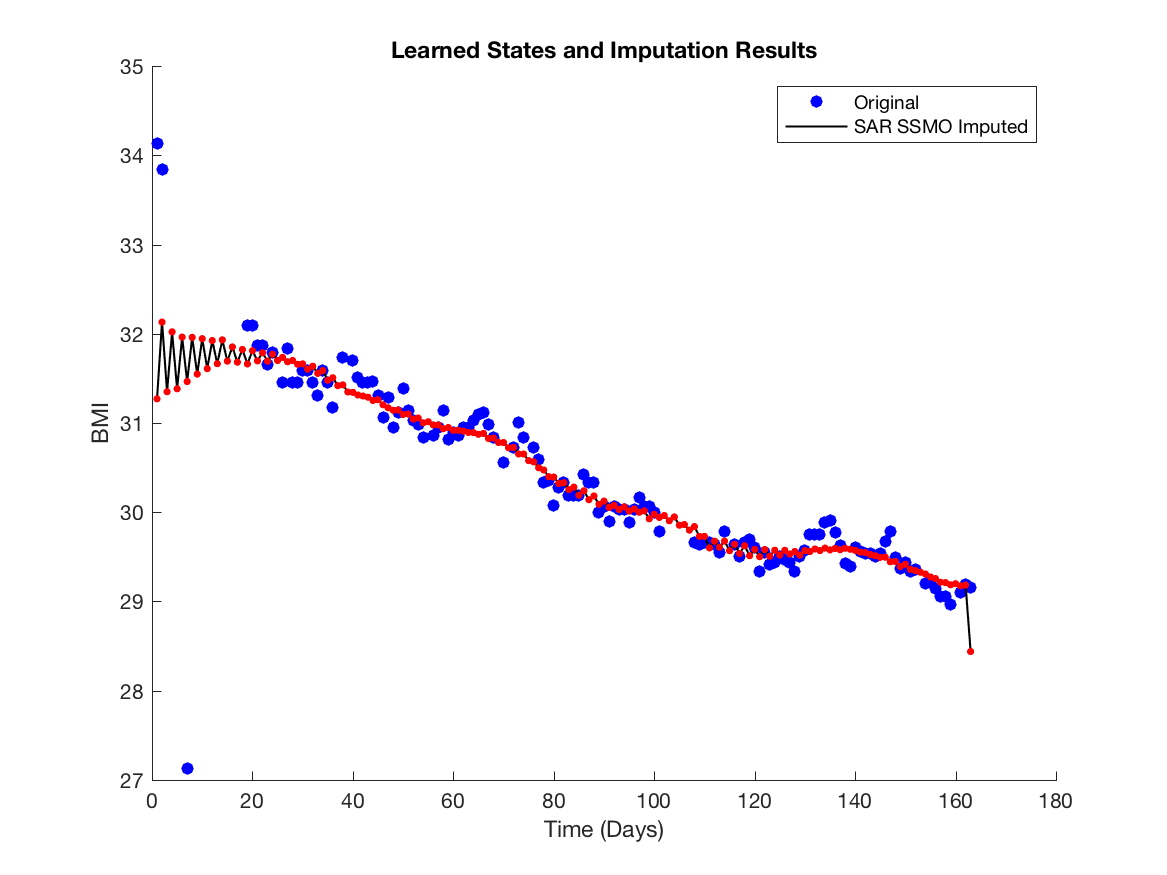 Learned States and Imputation Results
Original
SAR SSMO Imputed
35
34
33
32
31
30
29
28
27
BMI
0 20 40 60 80 100 120 140 160 180
Time (Days)